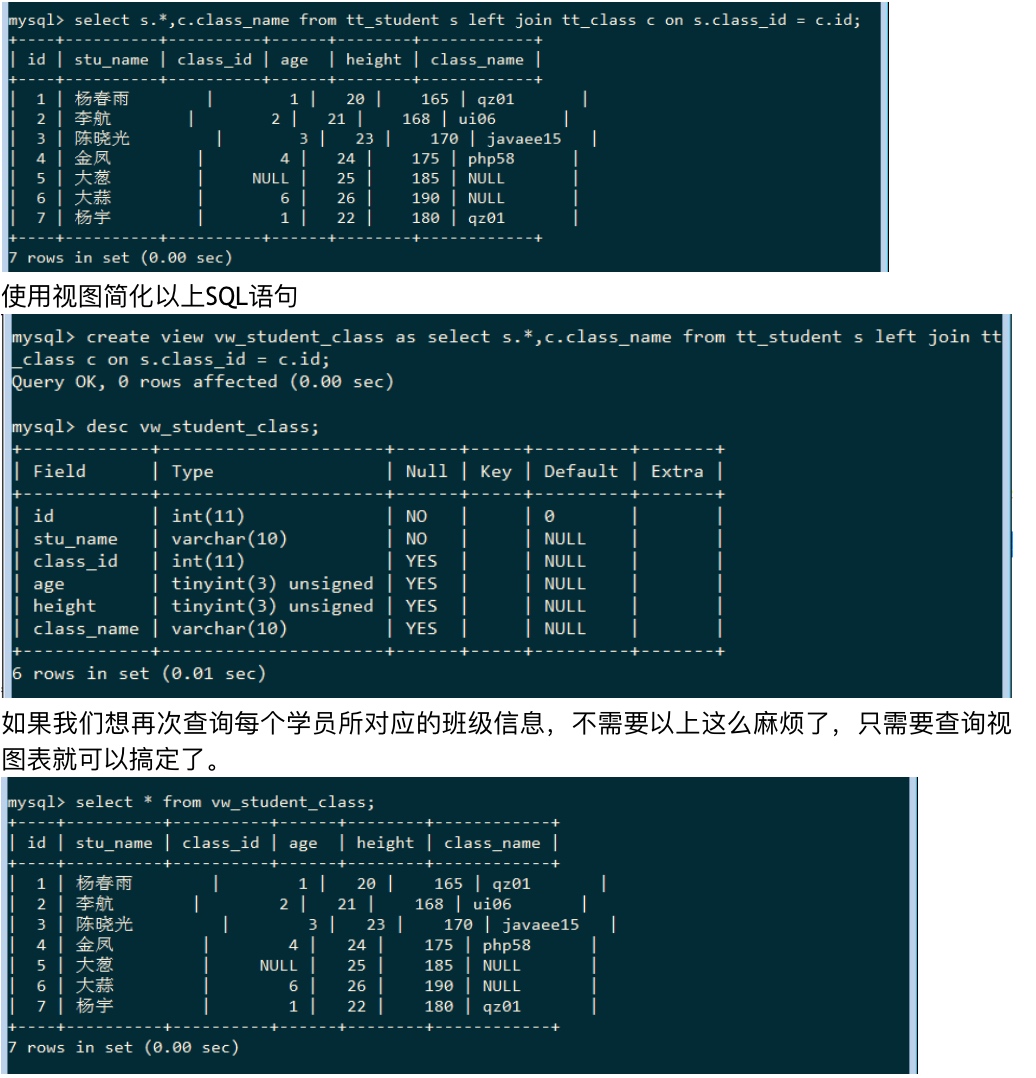 mysql> select s.*,c.class_name from tt_student s left join tt_class c on s.class_id = c.id;
+----+----------+----------+------+--------+------------+
| id | stu_name | class_id | age  | height | class_name |
+----+----------+----------+------+--------+------------+
|  1 | 杨春雨        |        1 |   20 |    165 | qz01       |
|  2 | 李航        |        2 |   21 |    168 | ui06       |
|  3 | 陈晓光         |        3 |   23 |    170 | javaee15   |
|  4 | 金凤         |        4 |   24 |    175 | php58      |
|  5 | 大葱         |     NULL |   25 |    185 | NULL       |
|  6 | 大蒜         |        6 |   26 |    190 | NULL       |
|  7 | 杨宇         |        1 |   22 |    180 | qz01       |
+----+----------+----------+------+--------+------------+
7 rows in set (0.00 sec)
使用视图简化以上SQL语句
mysql> create view vw_student_class as select s.*,c.class_name from tt_student s left join tt
_class c on s.class_id = c.id;
Query OK, 0 rows affected (0.00 sec)
mysql> desc vw_student_class;
+------------+---------------------+------+-----+---------+-------+
| Field      | Type                | Null | Key | Default | Extra |
+------------+---------------------+------+-----+---------+-------+
| id         | int(11)             | NO   |     | 0       |       |
| stu_name   | varchar(10)         | NO   |     | NULL    |       |
| class_id   | int(11)             | YES  |     | NULL    |       |
| age        | tinyint(3) unsigned | YES  |     | NULL    |       |
| height     | tinyint(3) unsigned | YES  |     | NULL    |       |
| class_name | varchar(10)         | YES  |     | NULL    |       |
+------------+---------------------+------+-----+---------+-------+
6 rows in set (0.01 sec)
如果我们想再次查询每个学员所对应的班级信息，不需要以上这么麻烦了，只需要查询视
图表就可以搞定了。
mysql> select * from vw_student_class;
+----+----------+----------+------+--------+------------+
| id | stu_name | class_id | age  | height | class_name |
+----+----------+----------+------+--------+------------+
|  1 | 杨春雨        |        1 |   20 |    165 | qz01       |
|  2 | 李航        |        2 |   21 |    168 | ui06       |
|  3 | 陈晓光         |        3 |   23 |    170 | javaee15   |
|  4 | 金凤         |        4 |   24 |    175 | php58      |
|  5 | 大葱         |     NULL |   25 |    185 | NULL       |
|  6 | 大蒜         |        6 |   26 |    190 | NULL       |
|  7 | 杨宇         |        1 |   22 |    180 | qz01       |
+----+----------+----------+------+--------+------------+
7 rows in set (0.00 sec)